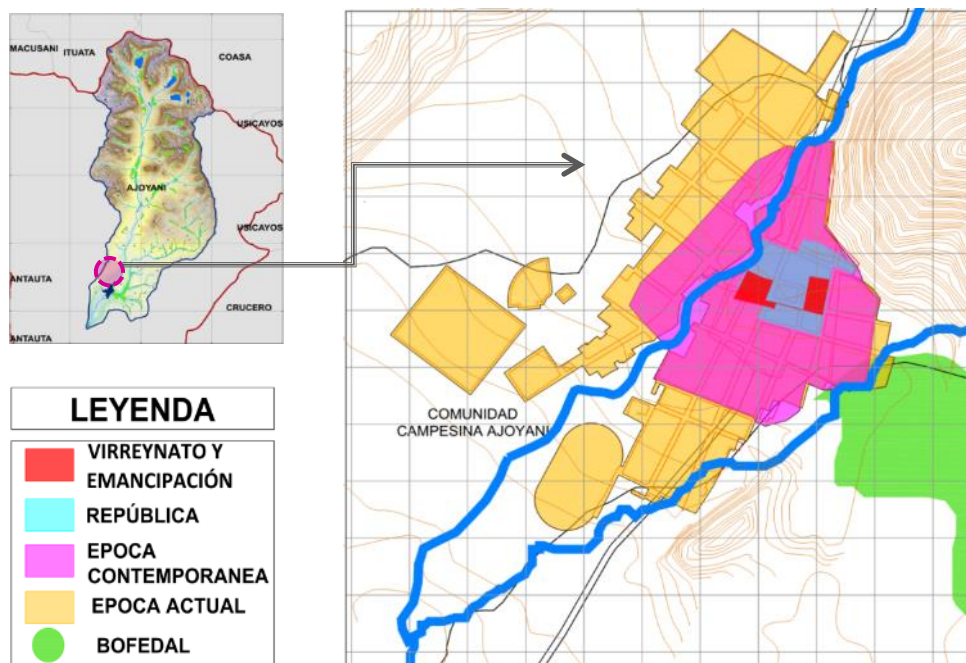 MACUSANI
ITUATA
COASA
USICAYOS
AJOYANI
USICAYOS
ANTAUTA
CRUCERO
ANTAUTA
COMUNIDAD
CAMPESINA AJOYANI
LEYENDA
VIRREYNATO Y
EMANCIPACIÓN
REPÚBLICA
EPOCA
CONTEMPORANEA
EPOCA ACTUAL
BOFEDAL